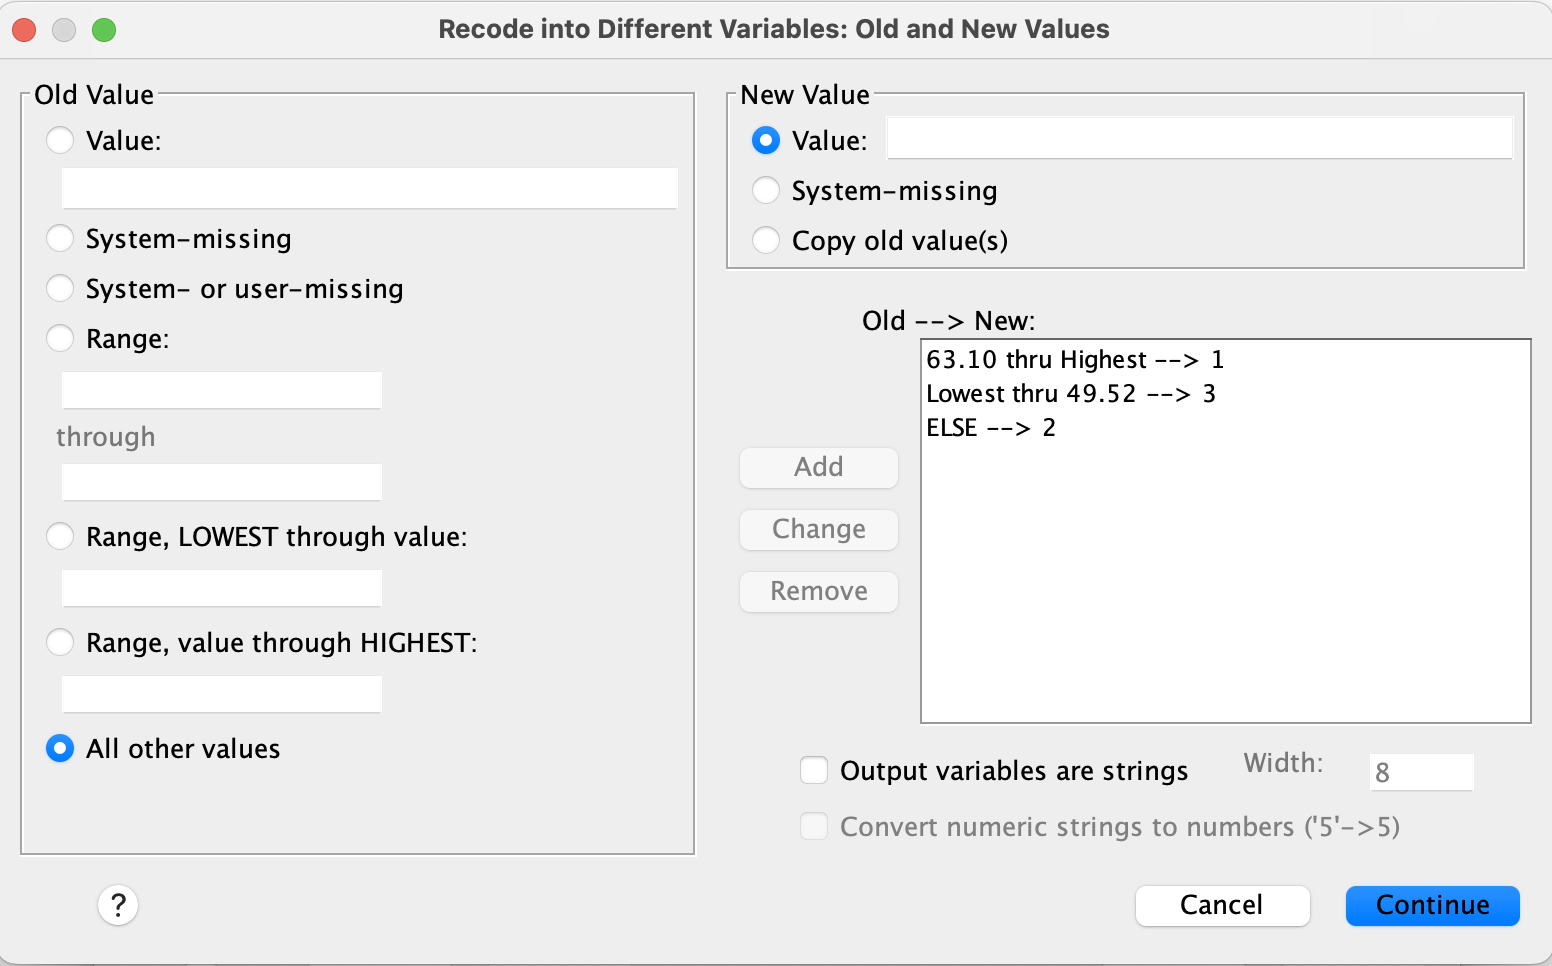 Recode into Different Variables: Old and New Values
Old Value
Value:
System-missing
System- or user-missing
Range:
through
Range, LOWEST through value:
Range, value through HIGHEST:
All other values
New Value
Value:
System-missing
Copy old value(s)
Old --> New:
63.10 thru Highest --> 1
Lowest thru 49.52 --> 3
ELSE --> 2
Add
Change
Remove
Output variables are strings
Width:
8
Convert numeric strings to numbers ('5'->5)
?
Cancel
Continue